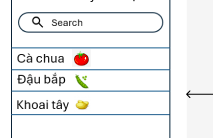 Search
Cà chua
Đậu bắp
Khoai tây